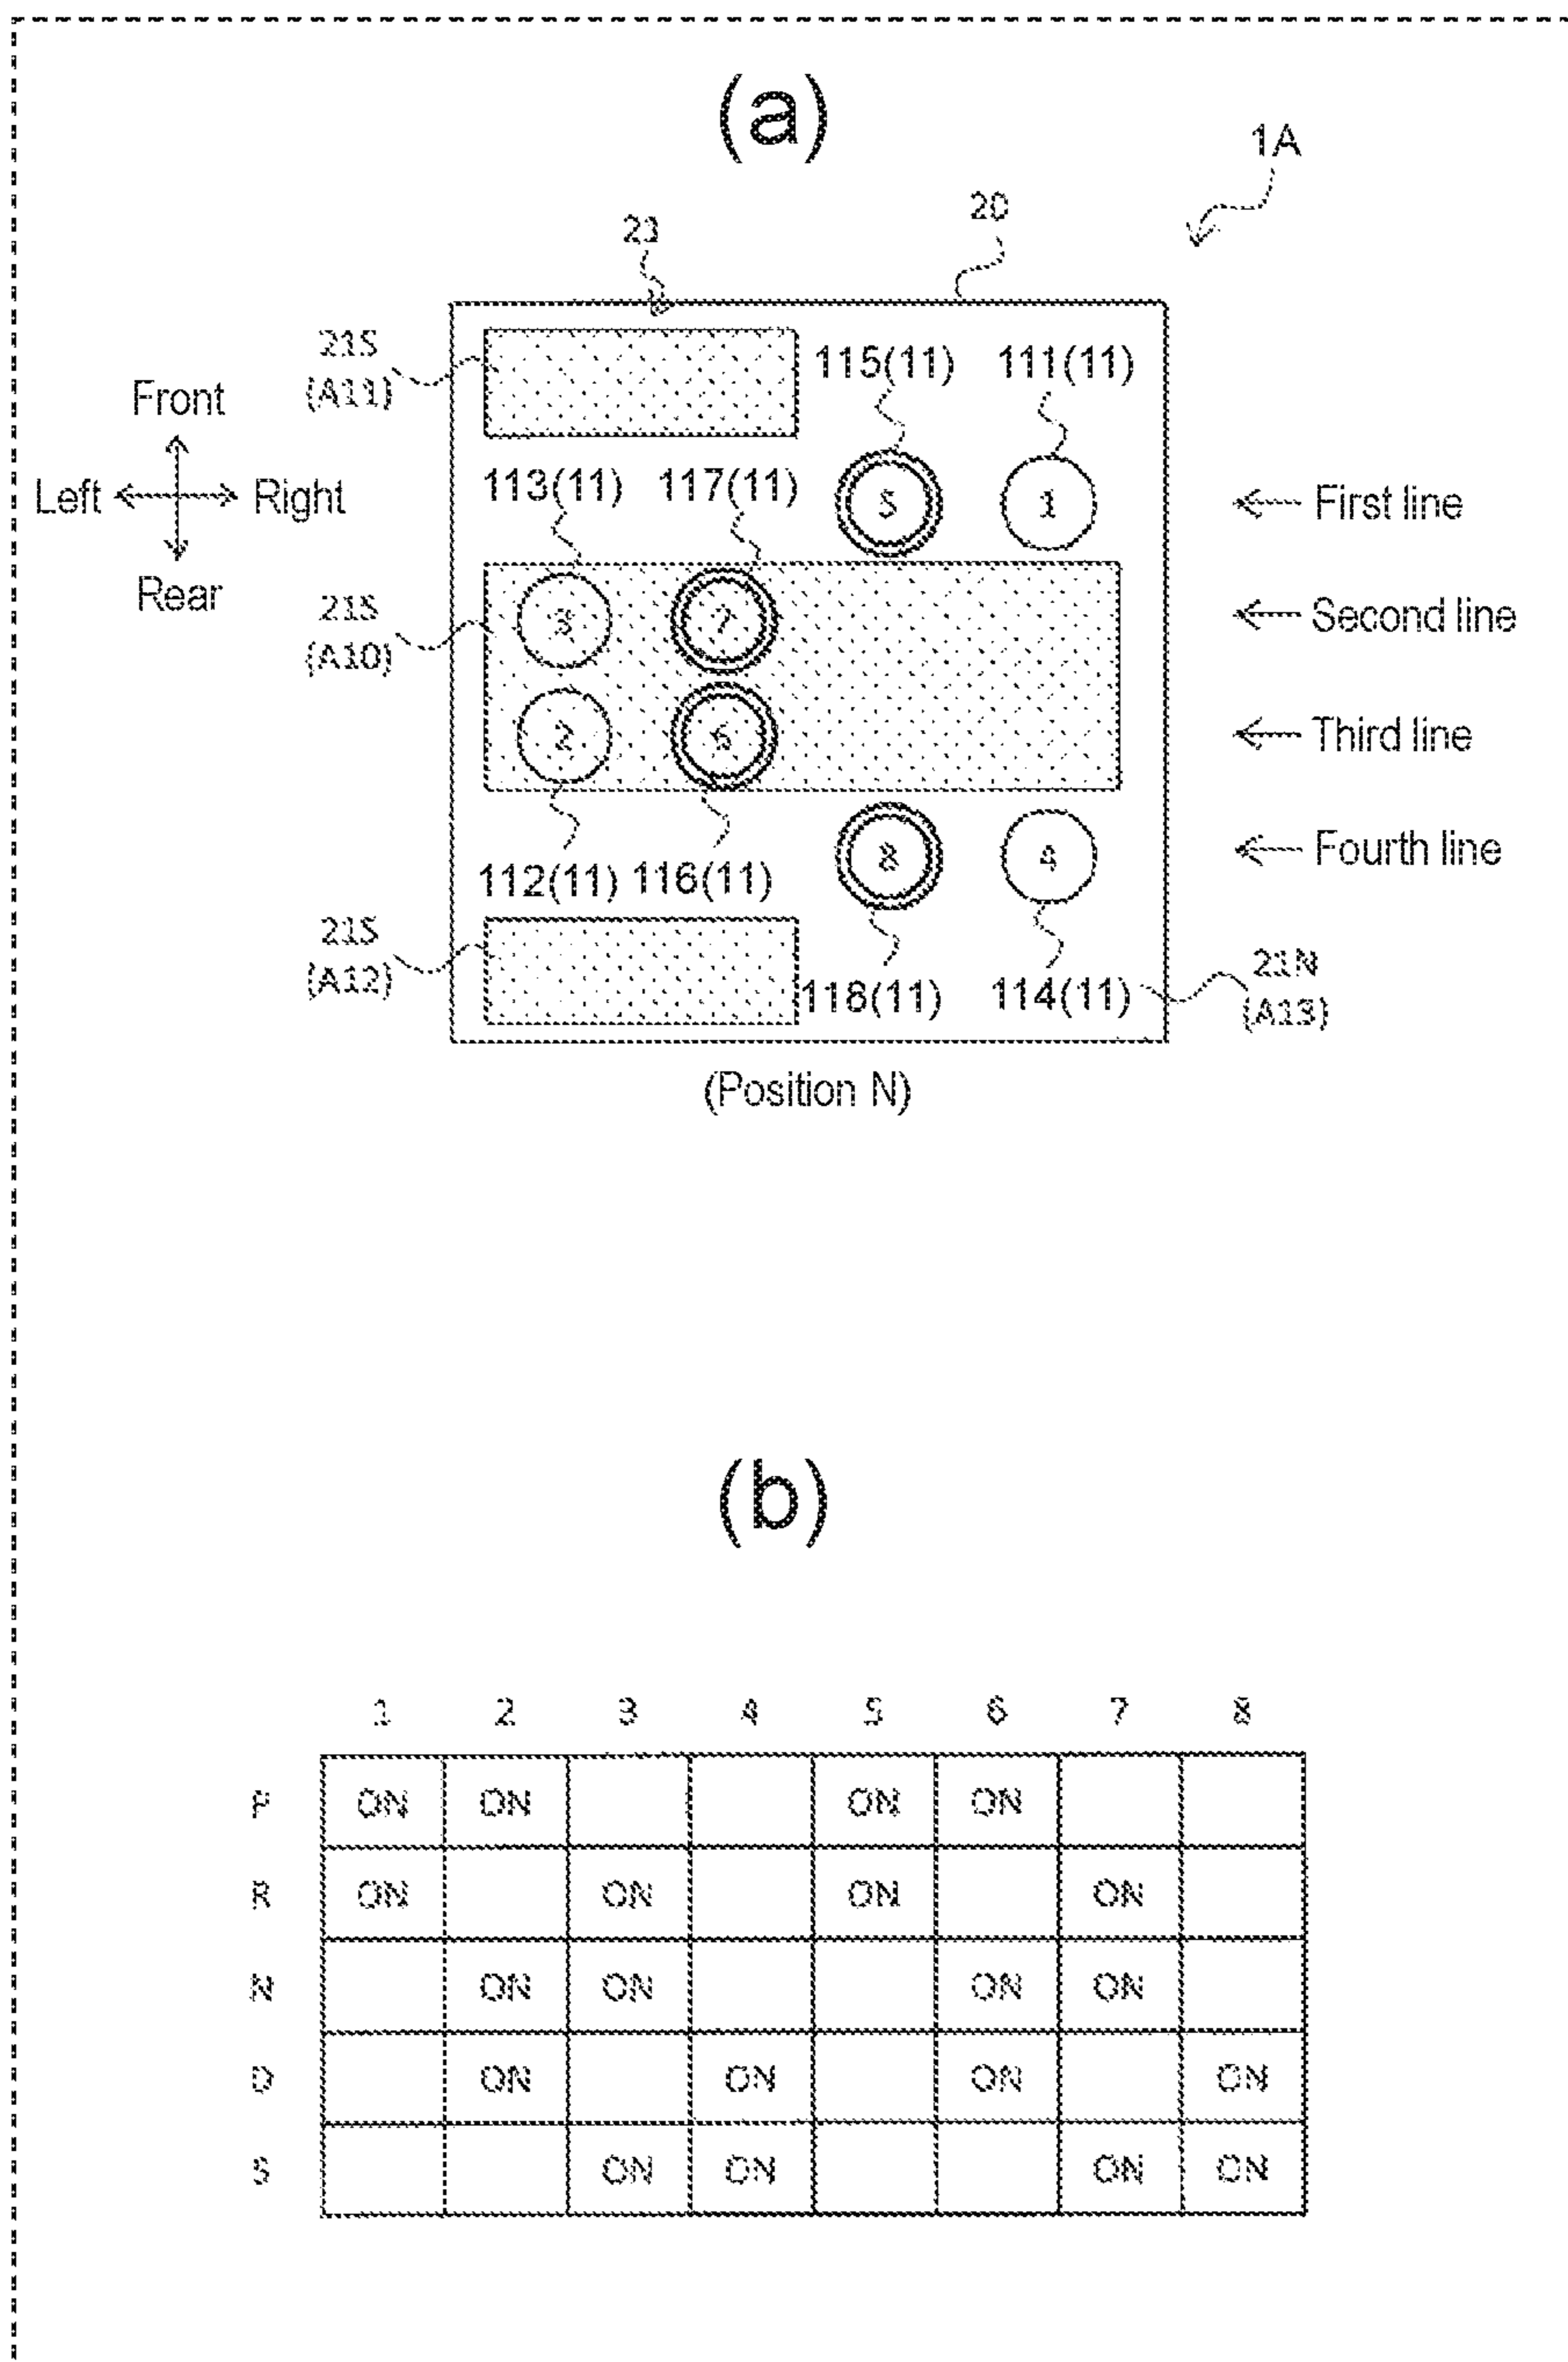 (a)
1A
20
21
21S
(A11)
115(11) 111(11)
Front
Left Right
Rear
113(11) 117(11)
5 1
First line
21S
(A10)
3 7
Second line
2 6
Third line
8 4
Fourth line
112(11) 116(11)
21S
(A12)
118(11) 114(11)
21N
(A13)
(Position N)
(b)
1 2 3 4 5 6 7 8
P ON ON ON ON
R ON ON ON ON
N ON ON ON ON
D ON ON ON ON
S ON ON ON ON